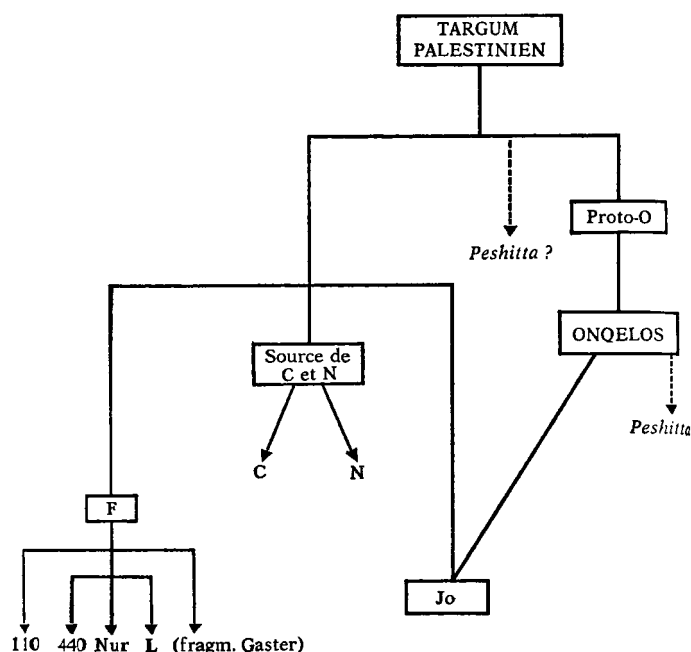 TARGUM
PALESTINIEN
Proto-O
Peshitta ?
ONQELOS
Source de
C et N
Peshitta
C
N
F
Jo
110 440 Nur L (fragm. Gaster)